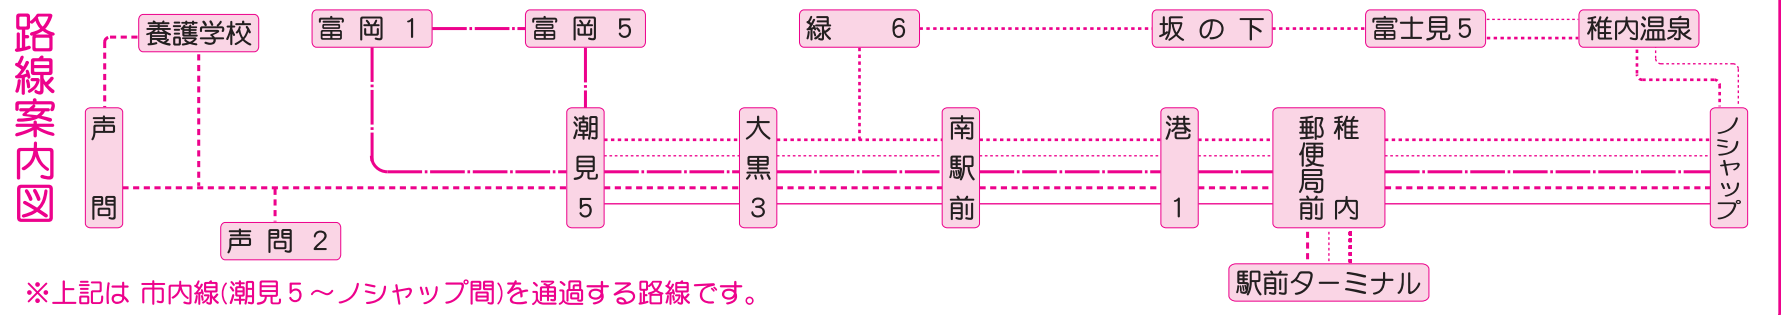 路線案内図
養護学校
富岡1
富岡5
緑6
坂の下
富士見5
稚内温泉
声問
潮見5
大黒3
南駅前
港1
稚内
郵便局前
ノシャップ
声問2
駅前ターミナル
※上記は 市内線(潮見5～ノシャップ間)を通過する路線です。